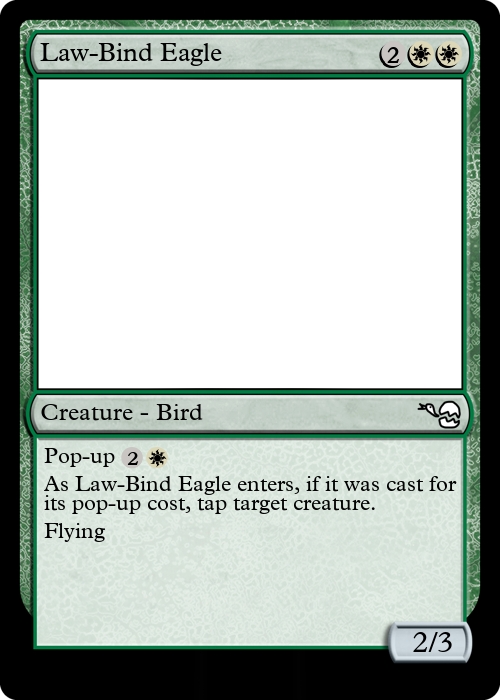 Law-Bind Eagle 2
Creature - Bird
Pop-up 2
As Law-Bind Eagle enters, if it was cast for
its pop-up cost, tap target creature.
Flying
2/3